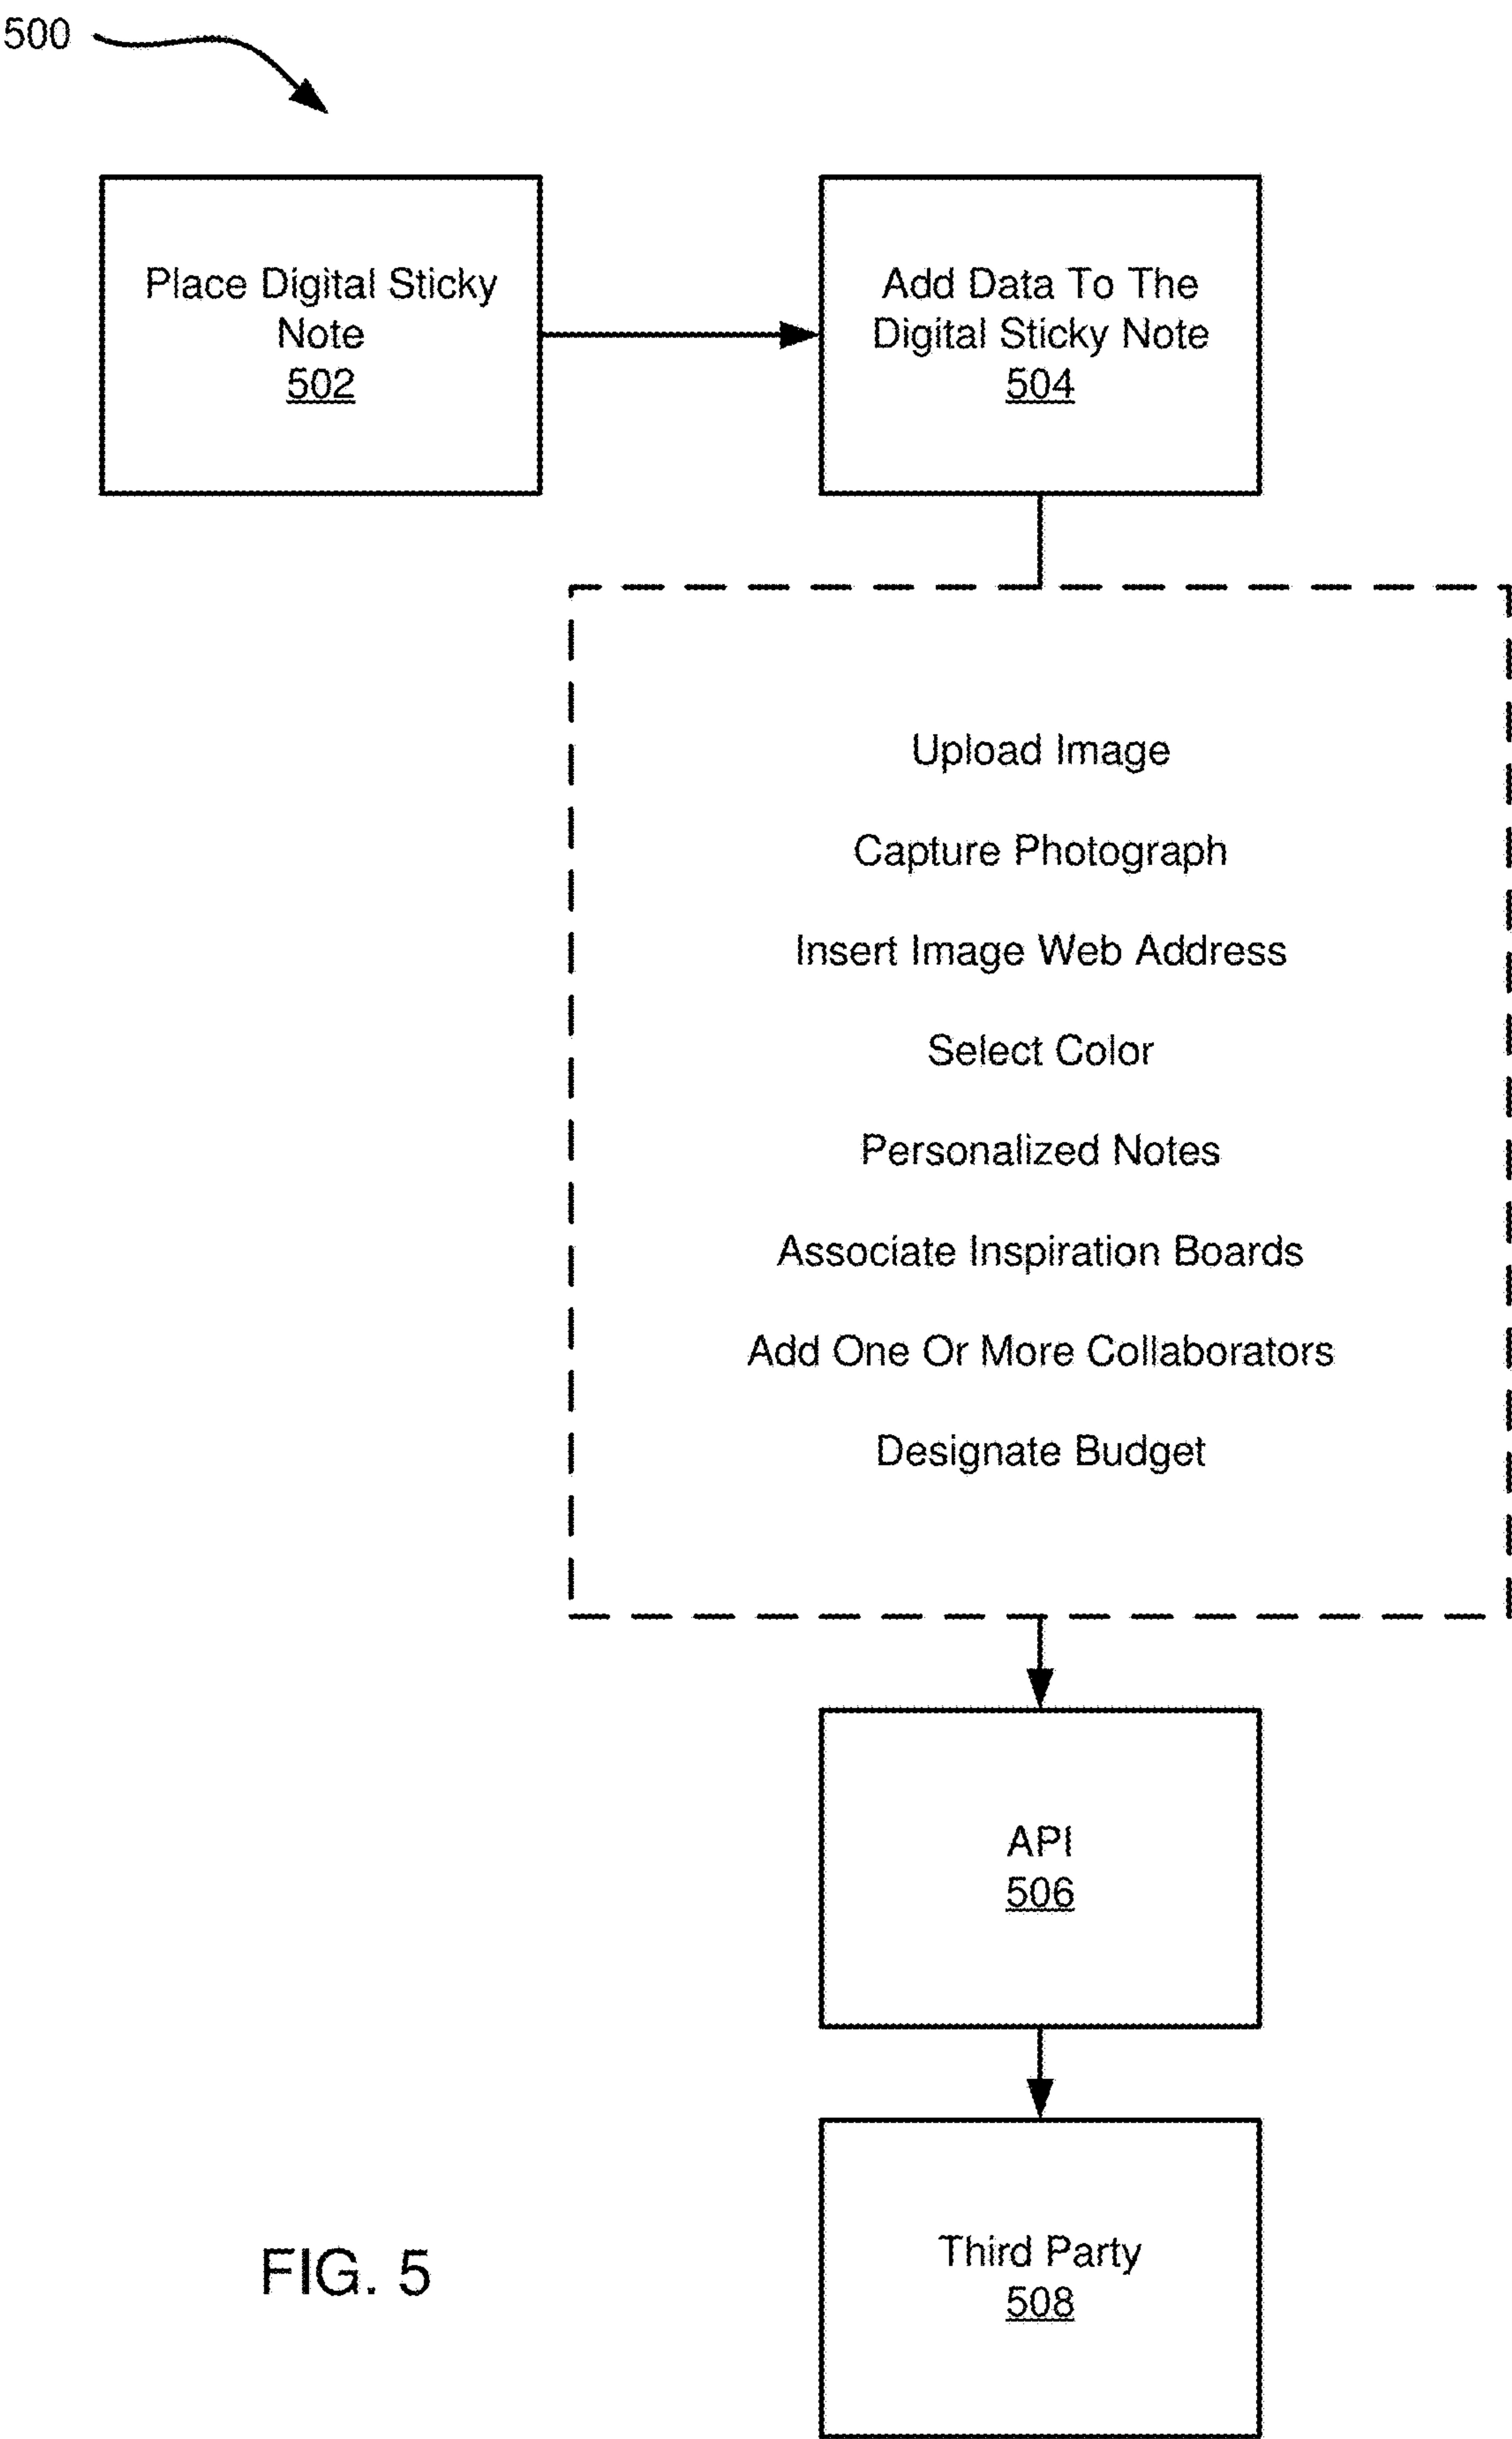 500
Place Digital Sticky
Note
502
Add Data To The
Digital Sticky Note
504
Upload Image
Capture Photograph
Insert Image Web Address
Select Color
Personalized Notes
Associate Inspiration Boards
Add One Or More Collaborators
Designate Budget
API
506
Third Party
508
FIG. 5